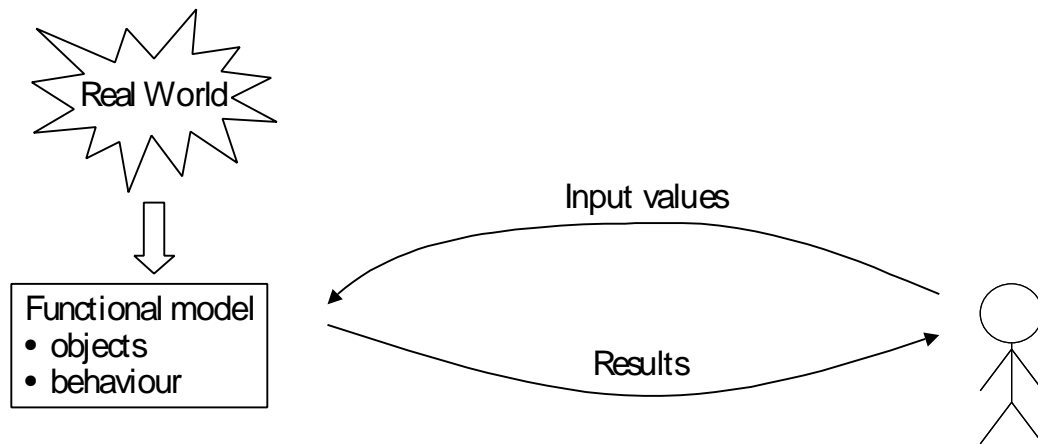 Real World
Input values
Functional model
• objects
• behaviour
Results